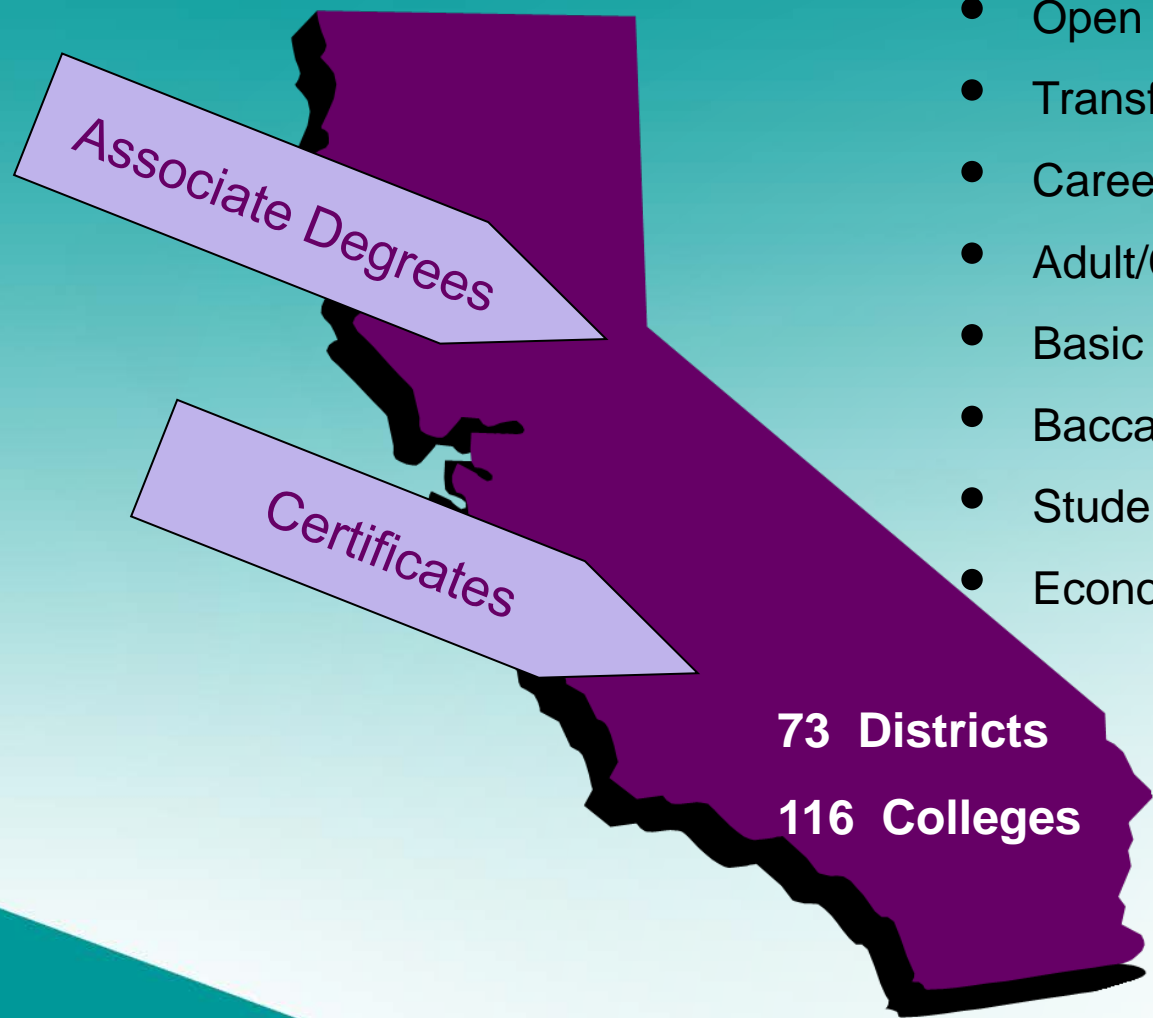 Associate Degrees
Certificates
73 Districts
116 Colleges
• Open
• Transf
• Caree
• Adult/
• Basic
• Bacca
• Stude
• Econo